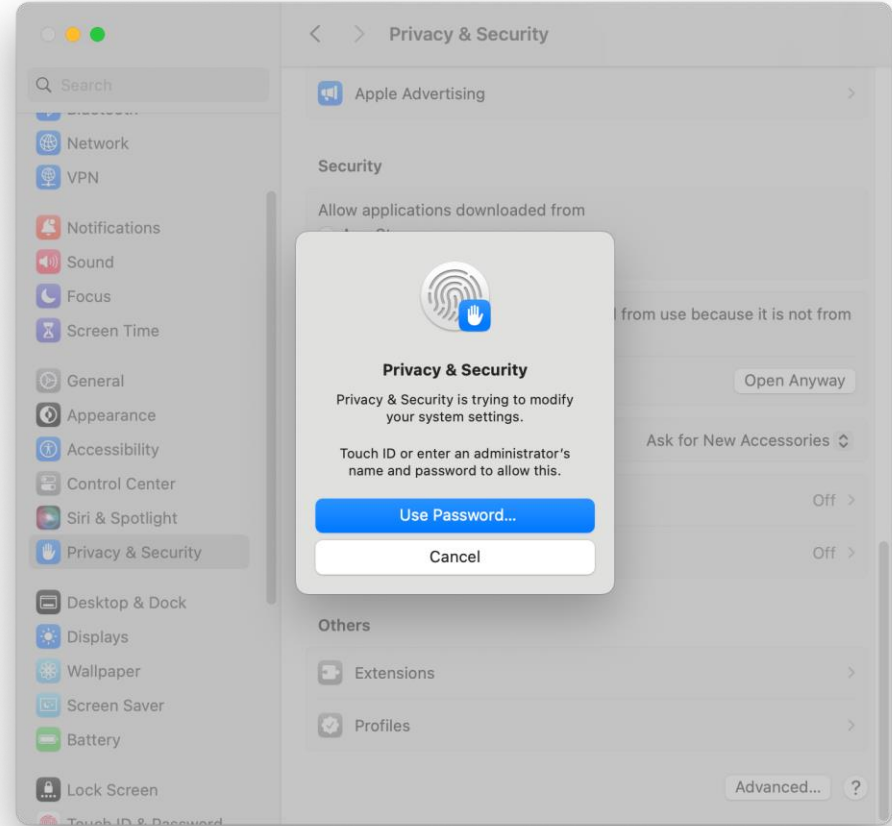 Privacy & Security
Search
Bluetooth
Network
VPN
Notifications
Sound
Focus
Screen Time
General
Appearance
Accessibility
Control Center
Siri & Spotlight
Privacy & Security
Desktop & Dock
Displays
Wallpaper
Screen Saver
Battery
Lock Screen
Touch ID & Password
Apple Advertising
Security
Allow applications downloaded from
from use because it is not from
Open Anyway
Ask for New Accessories
Off
Off
Others
Extensions
Profiles
Advanced...
?
Privacy & Security
Privacy & Security is trying to modify
your system settings.
Touch ID or enter an administrator's
name and password to allow this.
Use Password...
Cancel